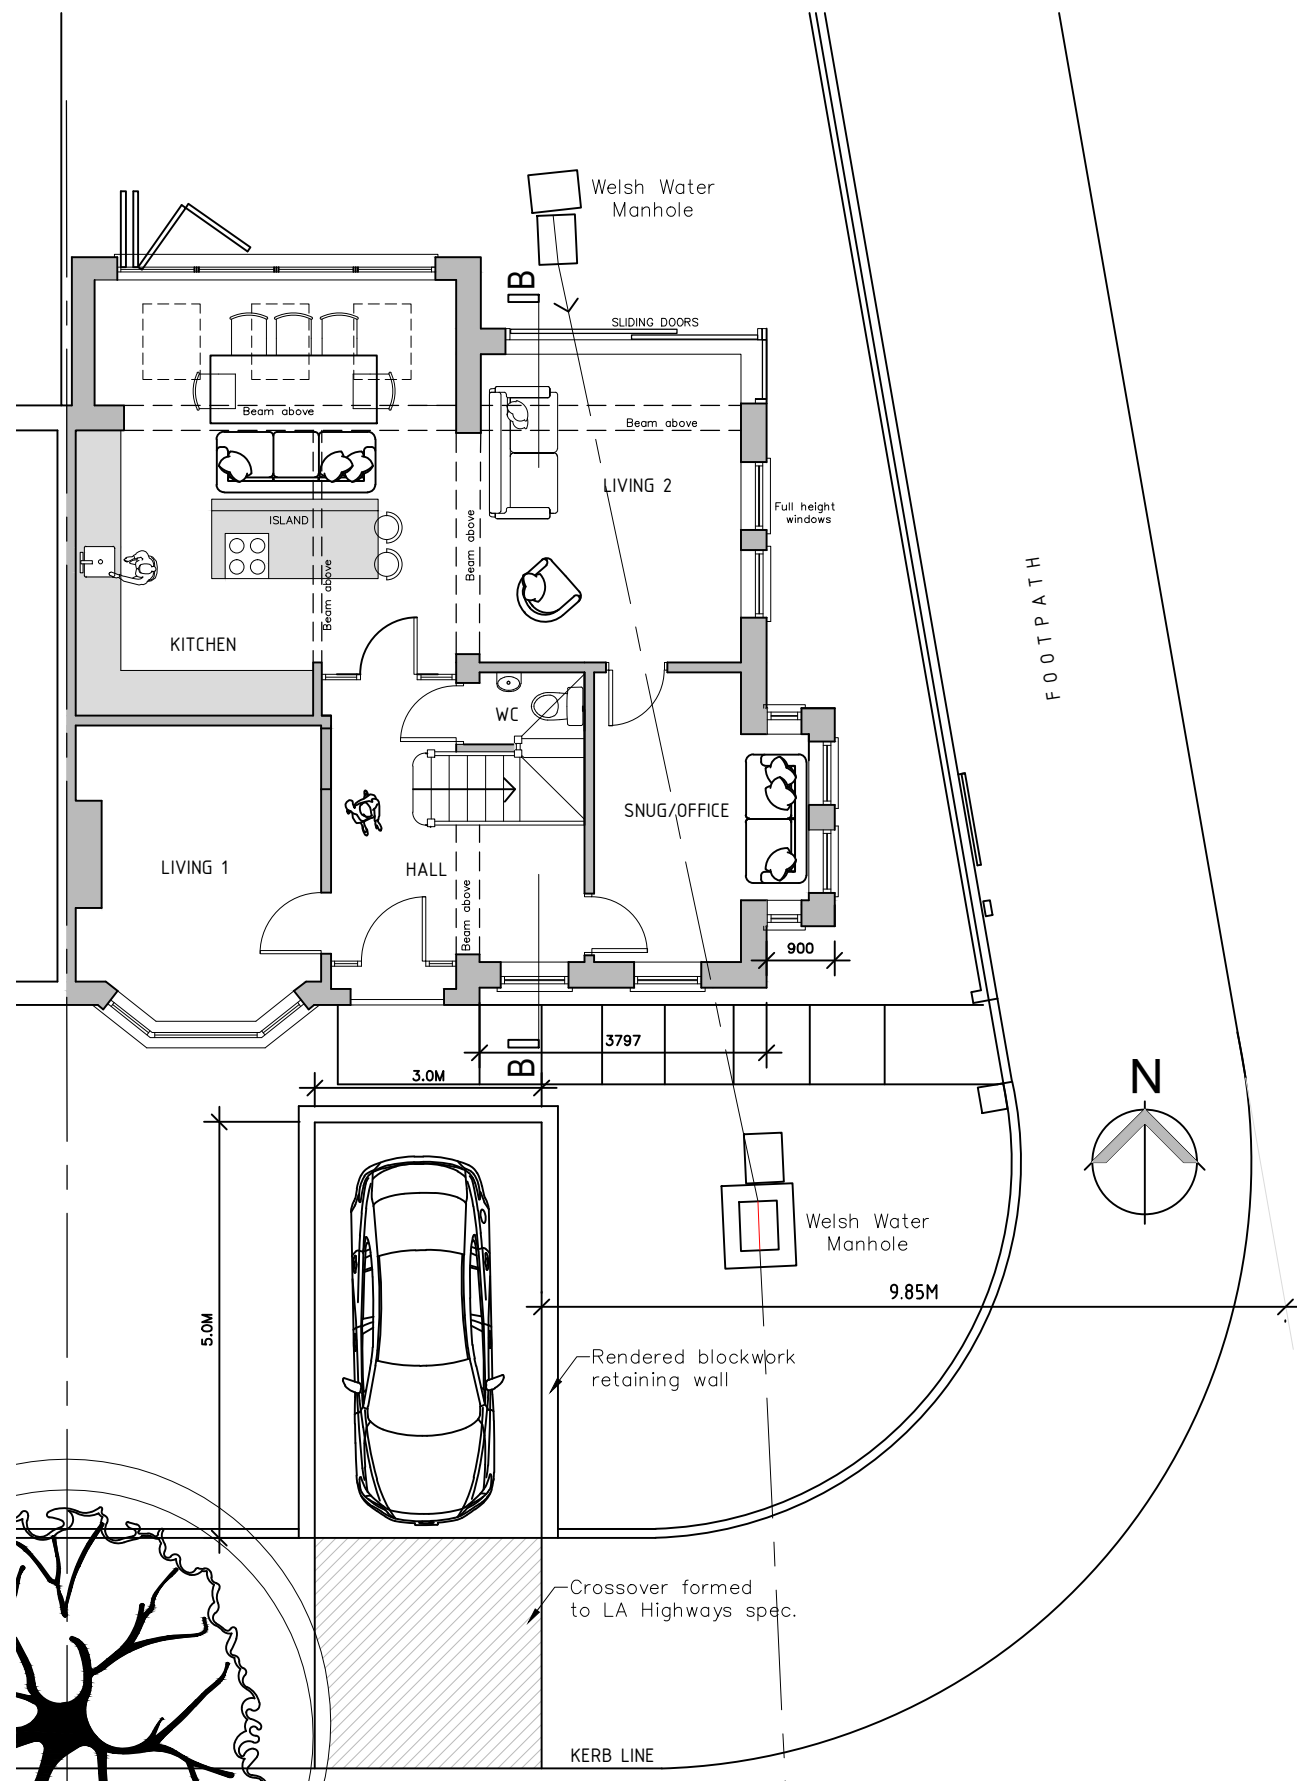 Welsh Water
Manhole
B
SLIDING DOORS
Beam above
Beam above
LIVING 2
Full height
windows
ISLAND
Beam above
Beam above
FOOTPATH
KITCHEN
WC
SNUG/OFFICE
LIVING 1
HALL
Beam above
900
3797
B
3.0M
N
Welsh Water
Manhole
9.85M
5.0M
Rendered blockwork
retaining wall
Crossover formed
to LA Highways spec.
KERB LINE